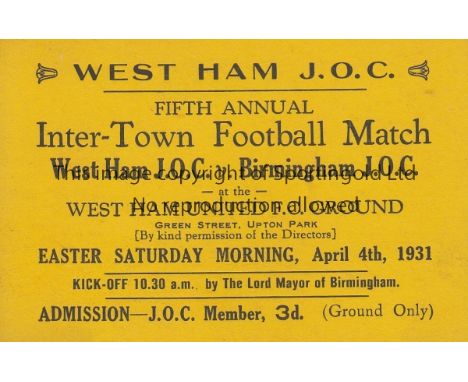 WEST HAM J.O.C.
FIFTH ANNUAL
Inter-Town Football Match
West Ham J.O.C. v. Birmingham J.O.C.
This image copyright of Sportingold Ltd
— at the —
No reproduction allowed
WEST HAM UNITED F.C. GROUND
GREEN STREET, UPTON PARK
[By kind permission of the Directors]
EASTER SATURDAY MORNING, April 4th, 1931
KICK-OFF 10.30 a.m. by The Lord Mayor of Birmingham.
ADMISSION—J.O.C. Member, 3d. (Ground Only)